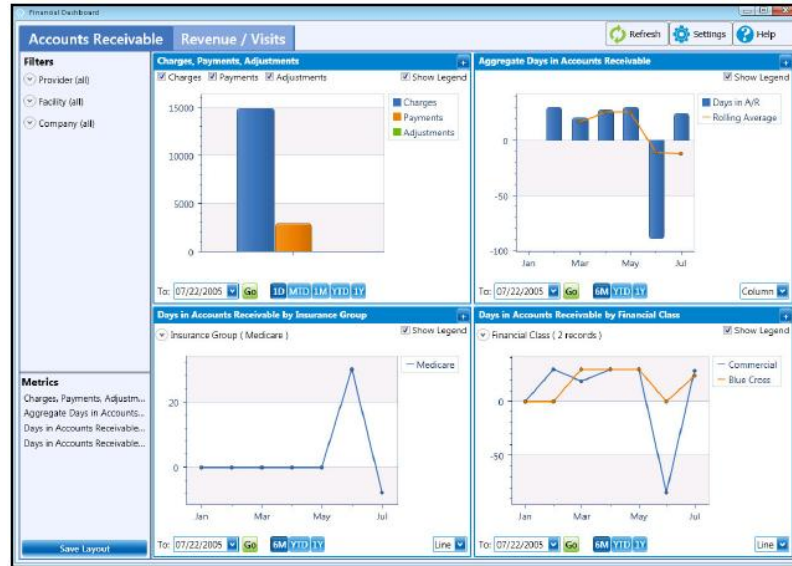 Financial Dashboard
Accounts Receivable
Revenue / Visits
Refresh
Settings
Help
Filters
Provider (all)
Facility (all)
Company (all)
Metrics
Charges, Payments, Adjustm...
Aggregate Days in Accounts...
Days in Accounts Receivable...
Days in Accounts Receivable...
Save Layout
Charges, Payments, Adjustments
Charges Payments Adjustments Show Legend
15000
10000
5000
0
Charges
Payments
Adjustments
To: 07/22/2005 Go 1D MTD 1M YTD 1Y
Aggregate Days in Accounts Receivable
Show Legend
0
-50
-100
Jan Mar May Jul
Days in A/R
Rolling Average
To: 07/22/2005 Go 6M YTD 1Y Column
Days in Accounts Receivable by Insurance Group
Insurance Group ( Medicare ) Show Legend
20
0
Jan Mar May Jul
Medicare
To: 07/22/2005 Go 6M YTD 1Y Line
Days in Accounts Receivable by Financial Class
Financial Class ( 2 records ) Show Legend
0
-50
Jan Mar May Jul
Commercial
Blue Cross
To: 07/22/2005 Go 6M YTD 1Y Line